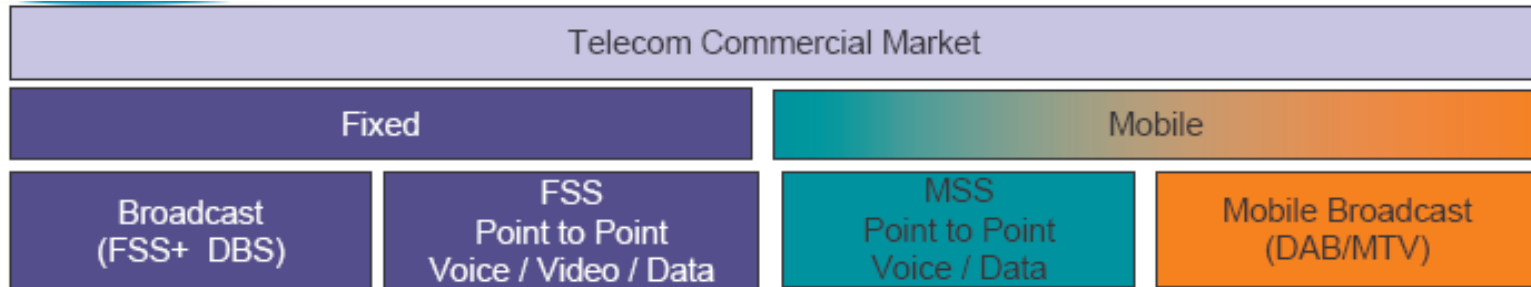 Telecom Commercial Market
Fixed
Mobile
Broadcast
(FSS+ DBS)
FSS
Point to Point
Voice / Video / Data
MSS
Point to Point
Voice / Data
Mobile Broadcast
(DAB/MTV)